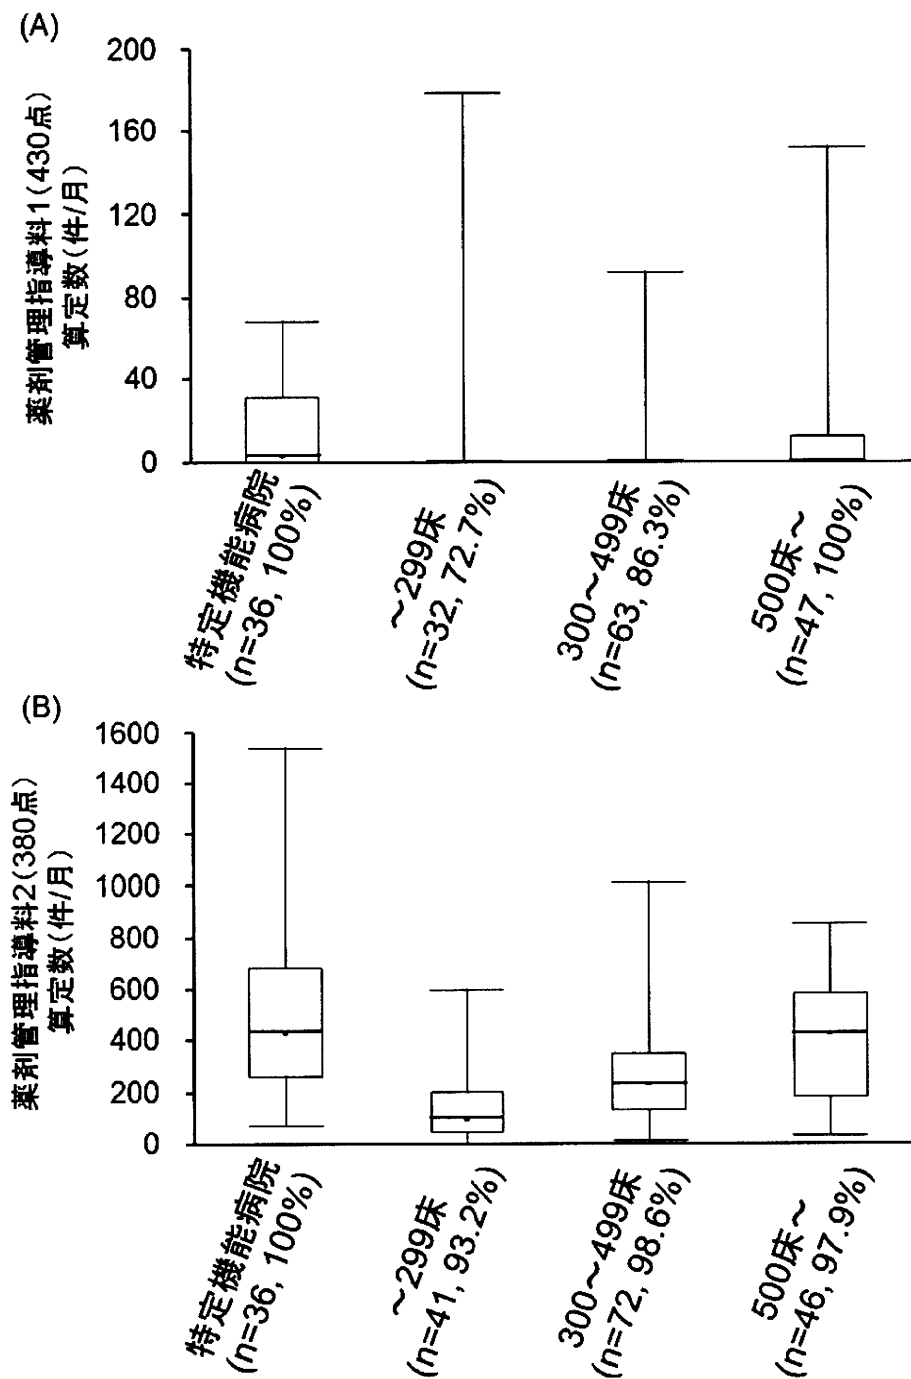 (A)
薬剤管理指導料1(430点)
算定数(件/月)
200
160
120
80
40
0
特定機能病院
(n=36, 100%)
～299床
(n=32, 72.7%)
300～499床
(n=63, 86.3%)
500床～
(n=47, 100%)
(B)
薬剤管理指導料2(380点)
算定数(件/月)
1600
1400
1200
1000
800
600
400
200
0
特定機能病院
(n=36, 100%)
～299床
(n=41, 93.2%)
300～499床
(n=72, 98.6%)
500床～
(n=46, 97.9%)